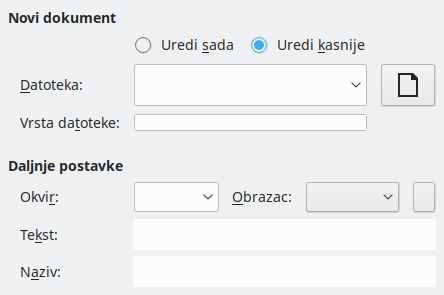 Novi dokument
Uredi sada Uredi kasnije
Datoteka:
Vrsta datoteke:
Daljnje postavke
Okvir: Obrazac:
Tekst:
Naziv: